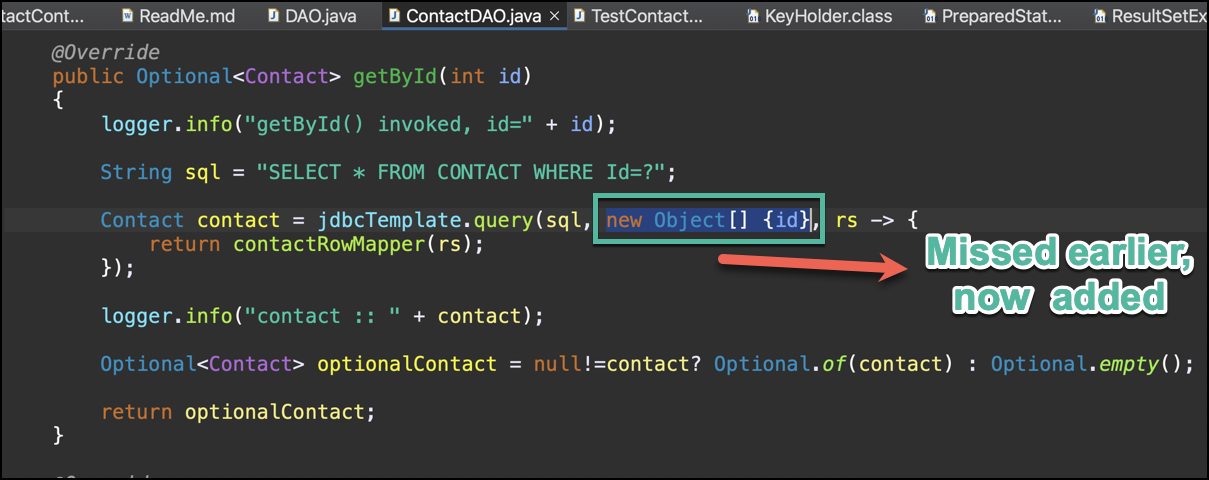 tactCont...
ReadMe.md
DAO.java
ContactDAO.java
TestContact...
KeyHolder.class
PreparedStat...
ResultSetEx
@Override
public Optional<Contact> getById(int id)
{
logger.info("getById() invoked, id=" + id);
String sql = "SELECT * FROM CONTACT WHERE Id=?";
Contact contact = jdbcTemplate.query(sql, new Object[] {id}, rs -> {
return contactRowMapper(rs);
});
Missed earlier,
now added
logger.info("contact :: " + contact);
Optional<Contact> optionalContact = null!=contact? Optional.of(contact) : Optional.empty();
return optionalContact;
}